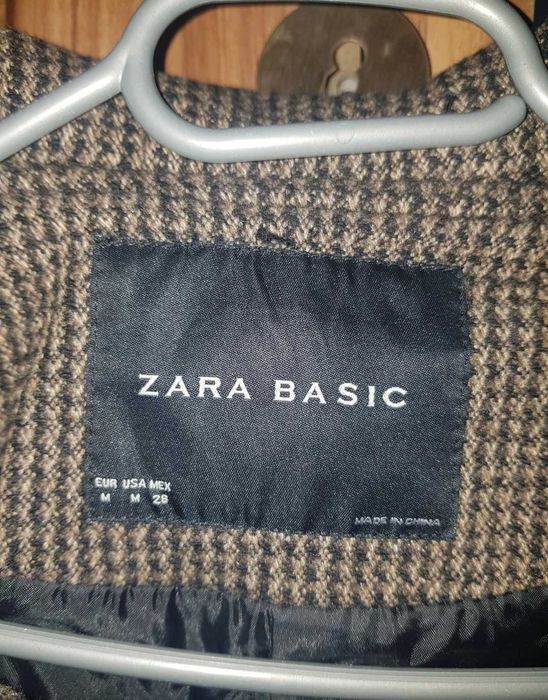 ZARA BASIC
EUR USA MEX
M M 28
MADE IN CHINA